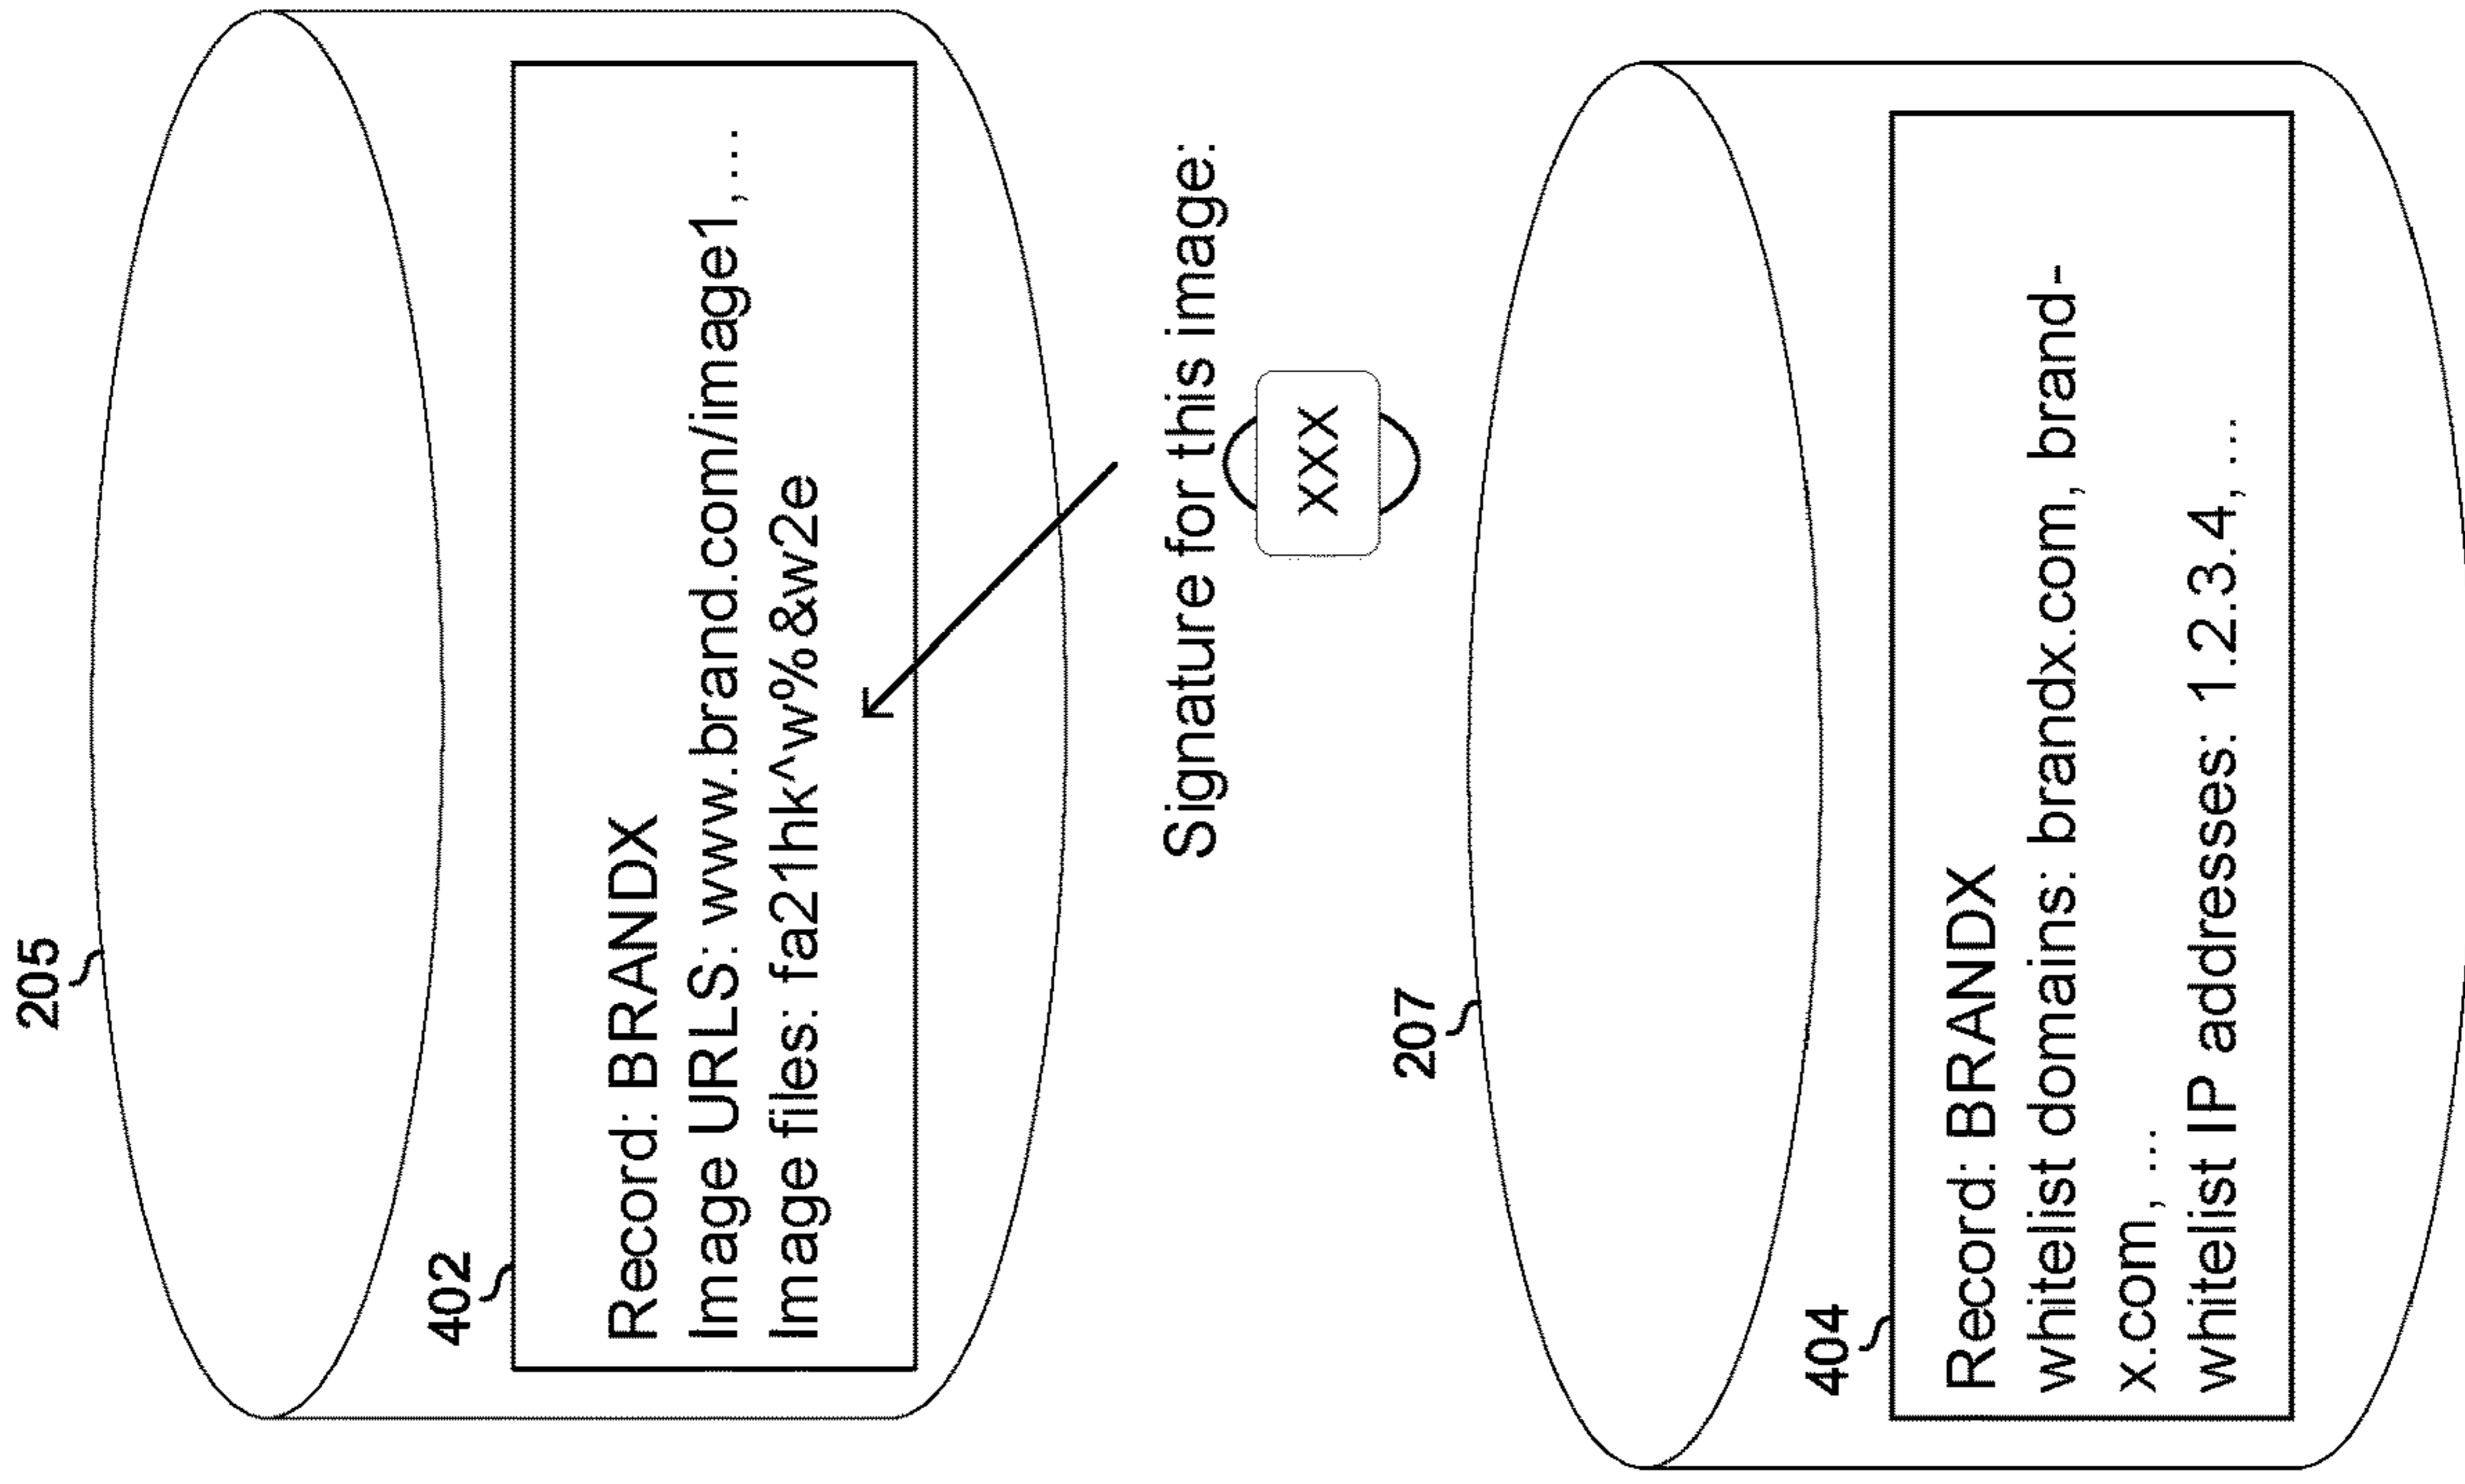 205
402
Record: BRANDX
Image URLS: www.brand.com/image1,...
Image files: fa21hk^w%&w2e
Signature for this image:
XXX
207
404
Record: BRANDX
whitelist domains: brandx.com, brand-
x.com, ...
whitelist IP addresses: 1.2.3.4,...